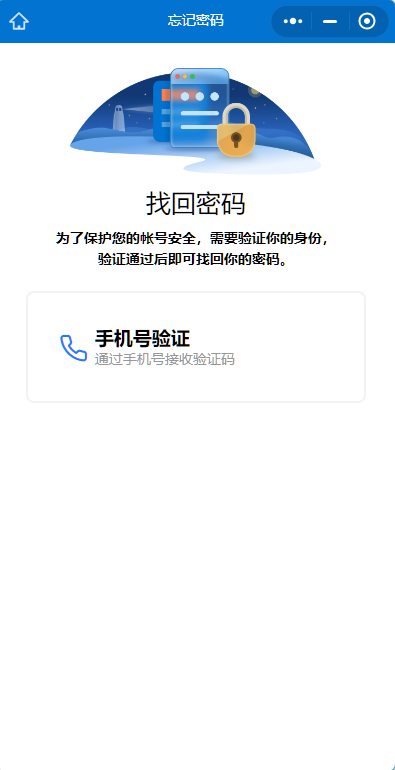 忘记密码
找回密码
为了保护您的帐号安全，需要验证你的身份，
验证通过后即可找回你的密码。
手机号验证
通过手机号接收验证码